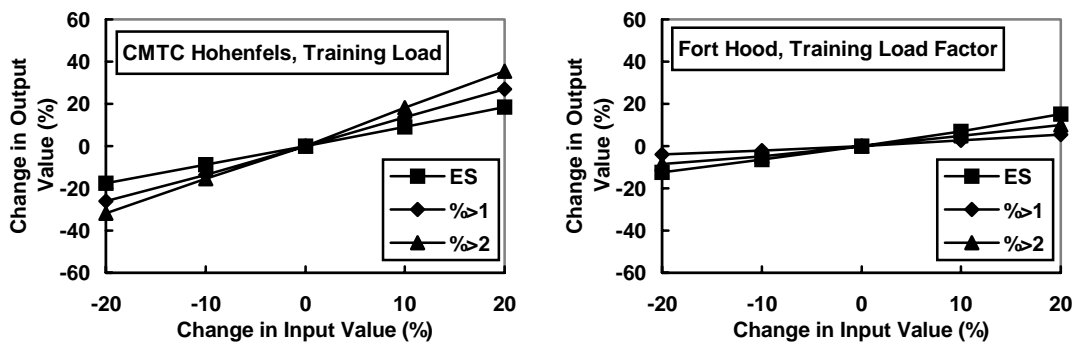 CMTC Hohenfels, Training Load
Change in Output
Value (%)
60
40
20
0
-20
-40
-60
ES
%>1
%>2
-20 -10 0 10 20
Change in Input Value (%)
Fort Hood, Training Load Factor
Change in Output
Value (%)
60
40
20
0
-20
-40
-60
ES
%>1
%>2
-20 -10 0 10 20
Change in Input Value (%)